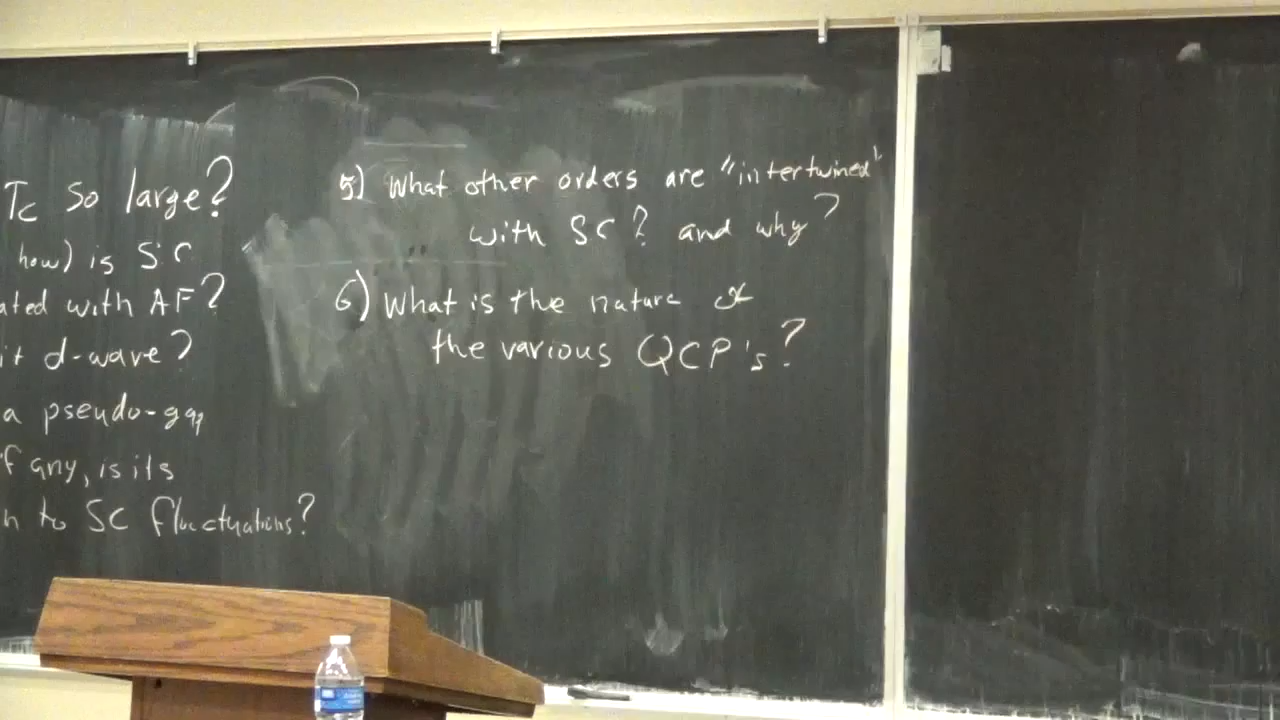 Tc so large?
how) is SC
ated with AF?
it d-wave?
a pseudo-gap
f any, is its
n to SC fluctuations?
5) What other orders are "intertwined"
with SC? and why?
6) What is the nature of
the various QCP's?